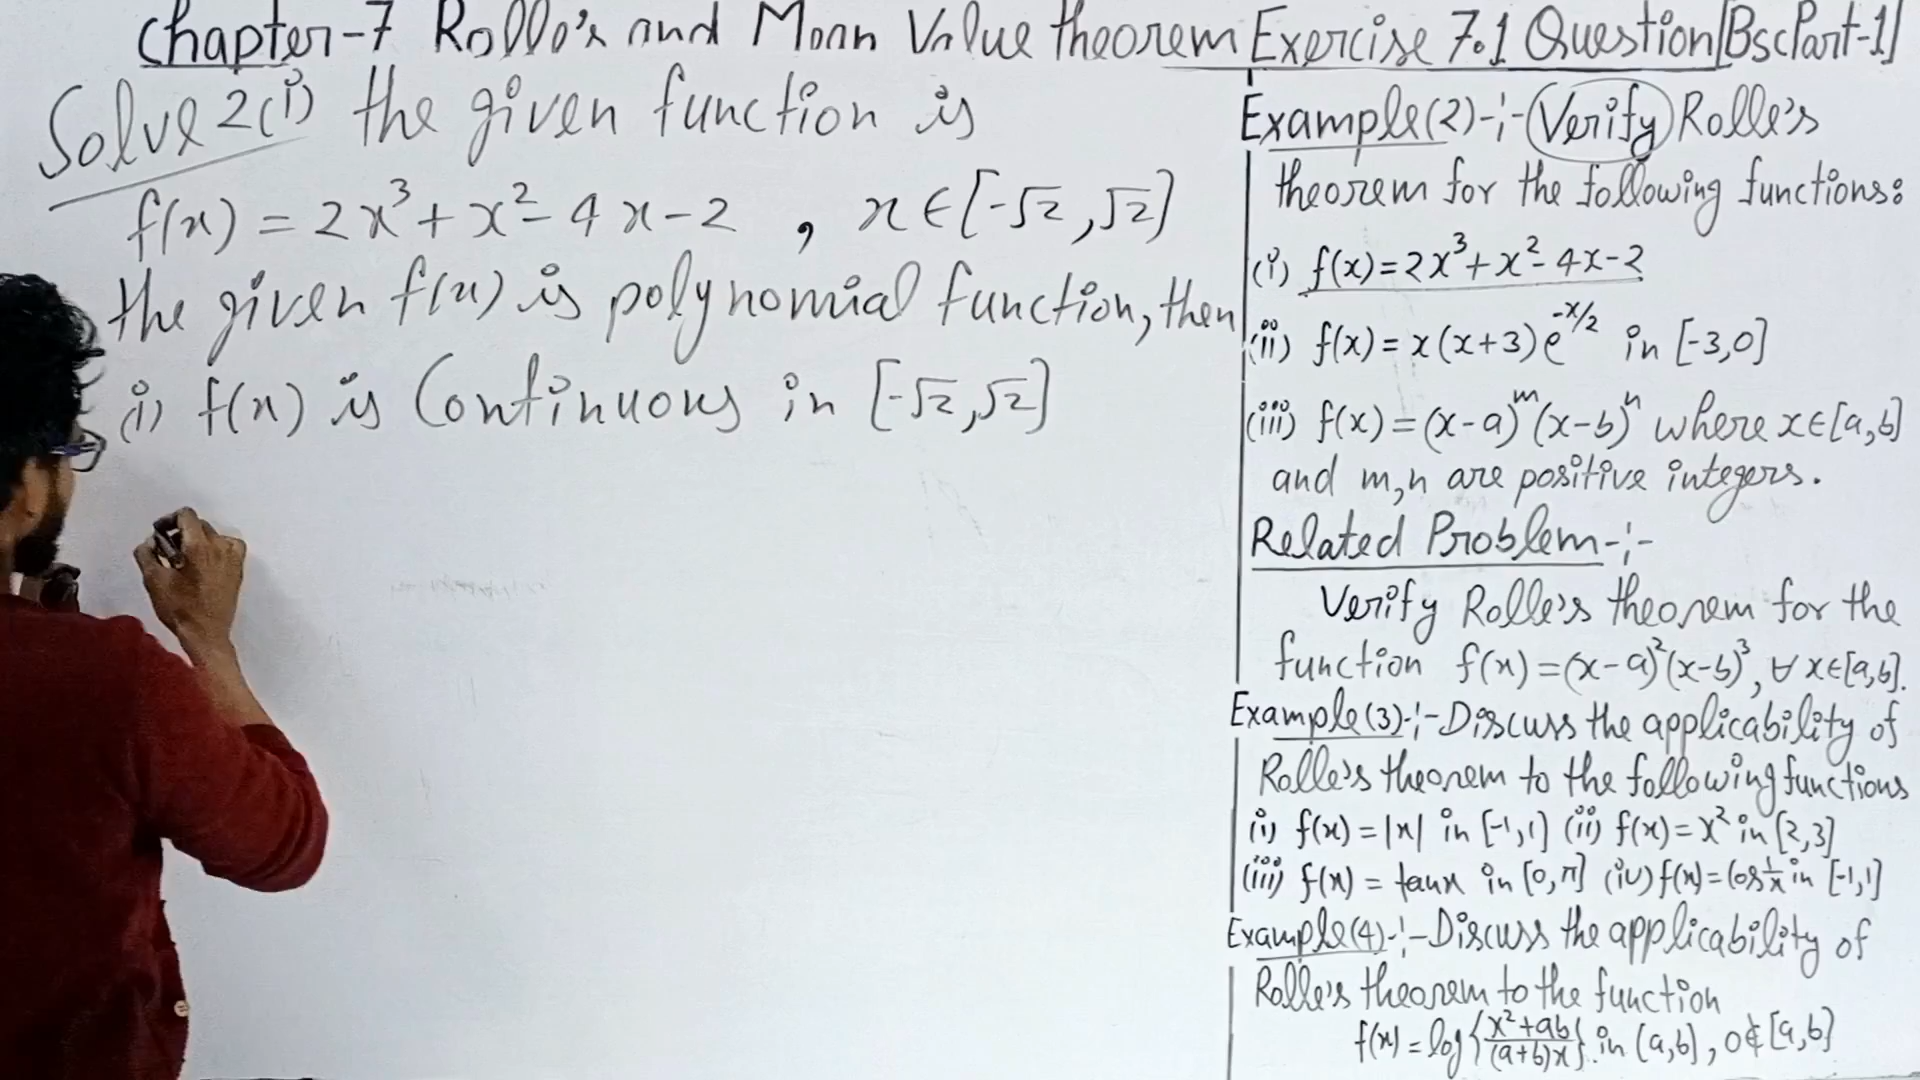 Chapter-7 Rolle's and Mean Value theorem Exercise 7.1 Question[Bsc Part-1]
Solve 2(i) the given function is
f(x) = 2x³ + x² - 4x - 2 , x ∈ [-√2, √2]
the given f(x) is polynomial function, then
(i) f(x) is Continuous in [-√2, √2]
Example(2)-:- Verify Rolle's
theorem for the following functions:
(i) f(x) = 2x³ + x² - 4x - 2
(ii) f(x) = x(x+3)e^(-x/2) in [-3,0]
(iii) f(x) = (x-a)^m (x-b)^n where x∈[a,b]
and m,n are positive integers.
Related Problem-:-
Verify Rolle's theorem for the
function f(x) = (x-a)²(x-b)³, ∀ x∈[a,b].
Example(3)-:- Discuss the applicability of
Rolle's theorem to the following functions
(i) f(x) = |x| in [-1,1] (ii) f(x) = x² in [2,3]
(iii) f(x) = tanx in [0,π] (iv) f(x) = Cos 1/x in [-1,1]
Example(4)-:- Discuss the applicability of
Rolle's theorem to the function
f(x) = log{(x²+ab)/((a+b)x)} in [a,b], 0∉[a,b]